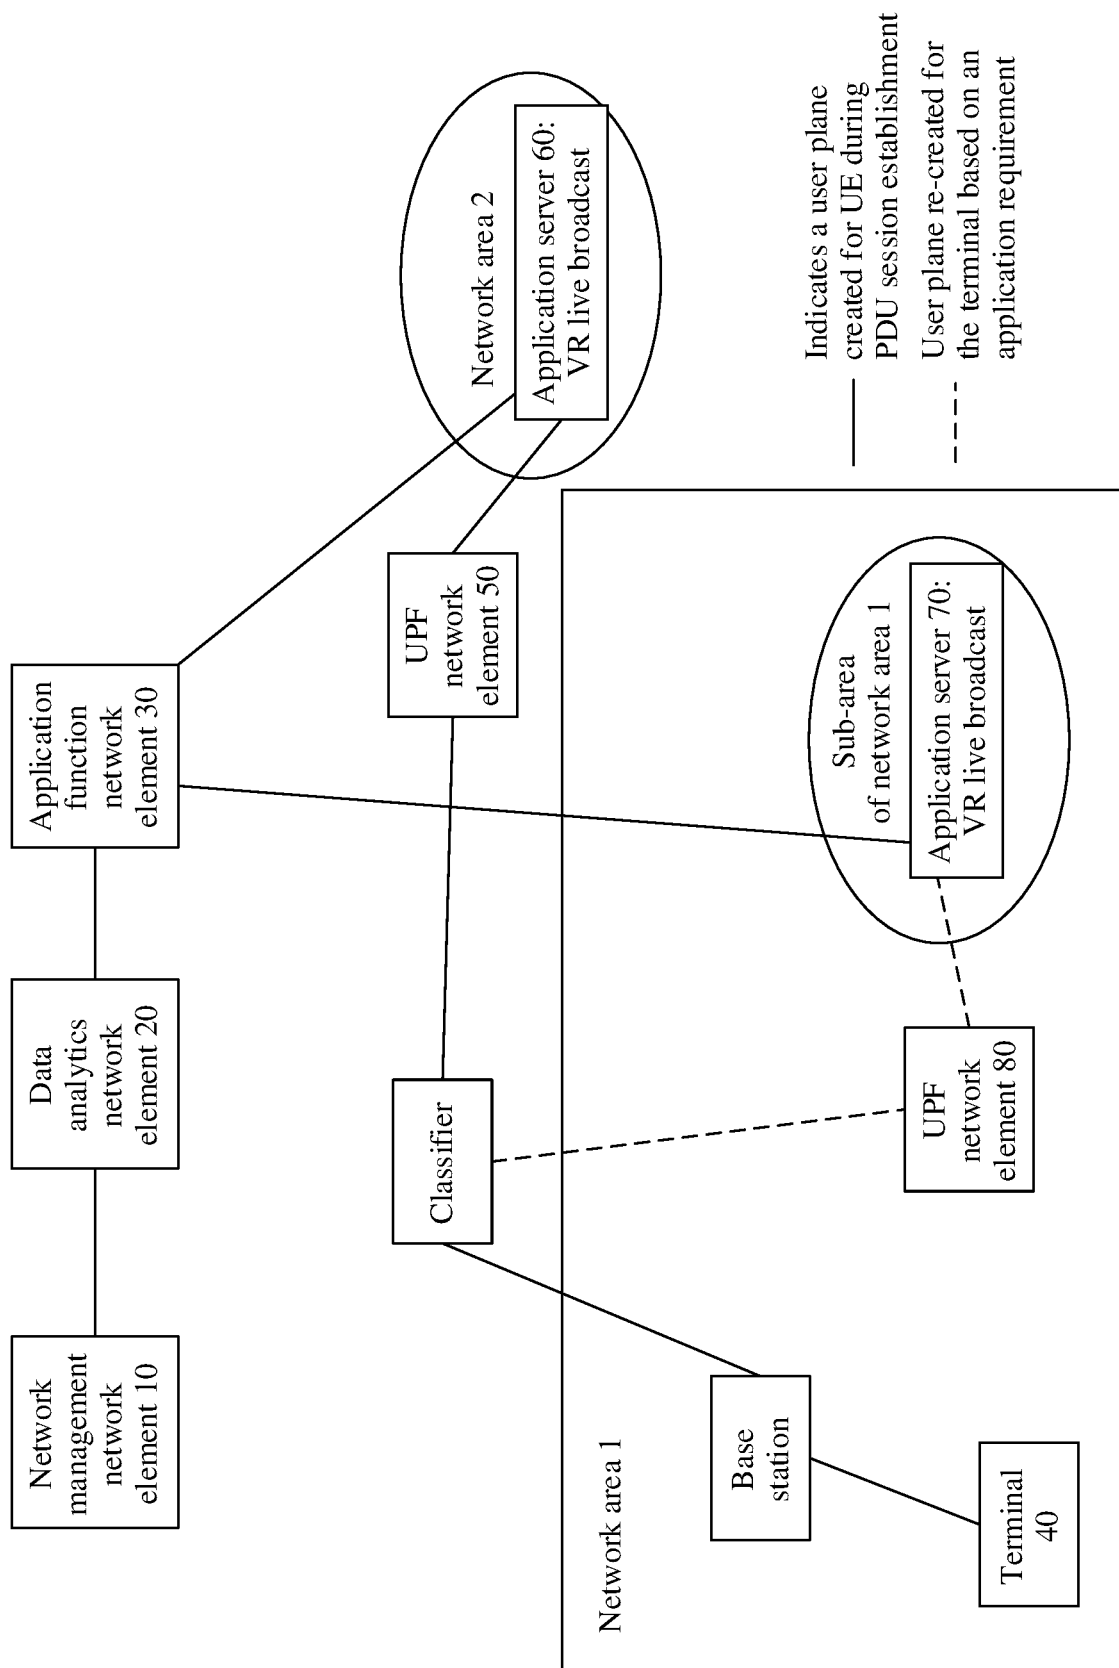 Network
management
network
element 10
Data
analytics
network
element 20
Application
function
network
element 30
Classifier
UPF
network
element 50
Network area 2
Application server 60:
VR live broadcast
Network area 1
Base
station
Terminal
40
UPF
network
element 80
Sub-area
of network area 1
Application server 70:
VR live broadcast
Indicates a user plane
created for UE during
PDU session establishment
User plane re-created for
the terminal based on an
application requirement